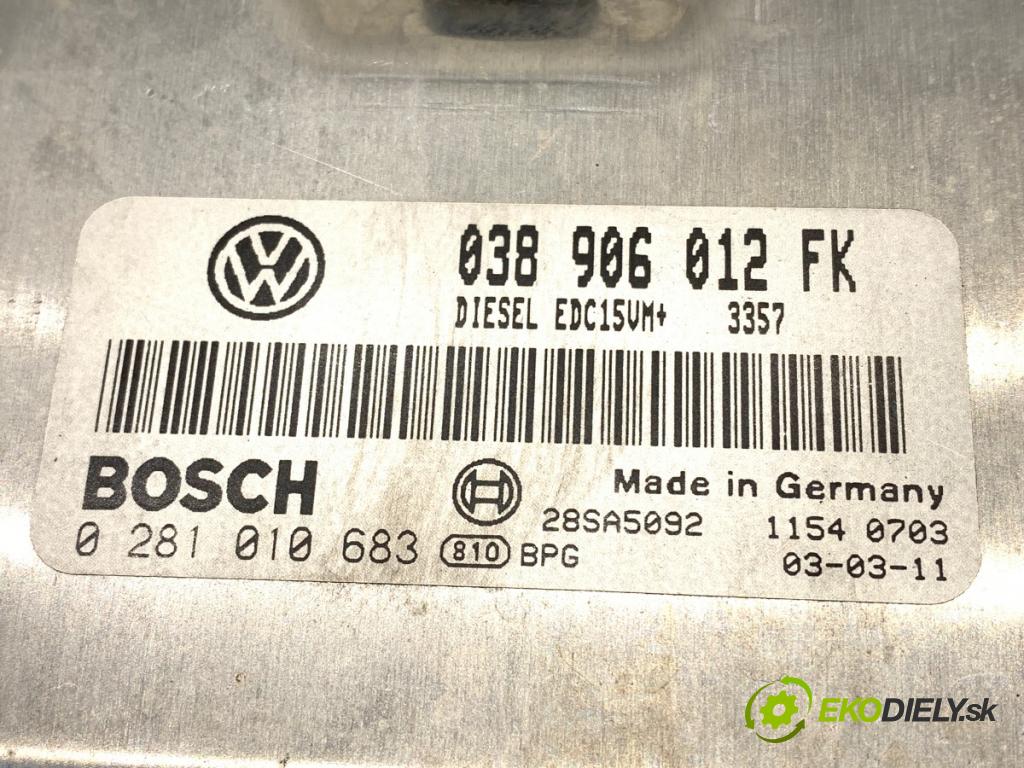 038 906 012 FK
DIESEL EDC15VM+ 3357
BOSCH
Made in Germany
0 281 010 683
810
28SA5092
BPG
1154 0703
03-03-11
EKODIELY.sk